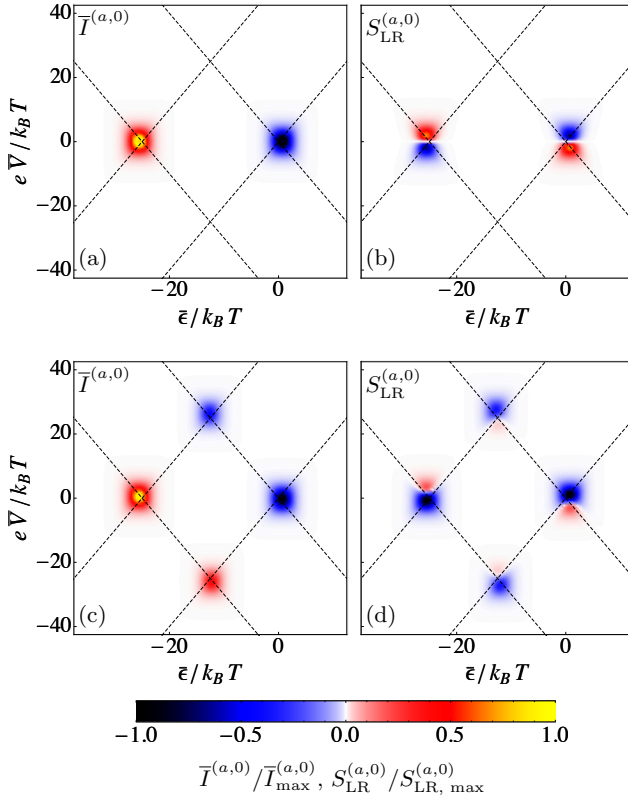 Ī^(a,0)
S_LR^(a,0)
40
20
0
−20
−40
e V̄ / k_B T
(a)
(b)
−20
0
−20
0
ε̄ / k_B T
ε̄ / k_B T
Ī^(a,0)
S_LR^(a,0)
40
20
0
−20
−40
e V̄ / k_B T
(c)
(d)
−20
0
−20
0
ε̄ / k_B T
ε̄ / k_B T
−1.0
−0.5
0.0
0.5
1.0
Ī^(a,0)/Ī_max^(a,0) , S_LR^(a,0)/S_LR, max^(a,0)